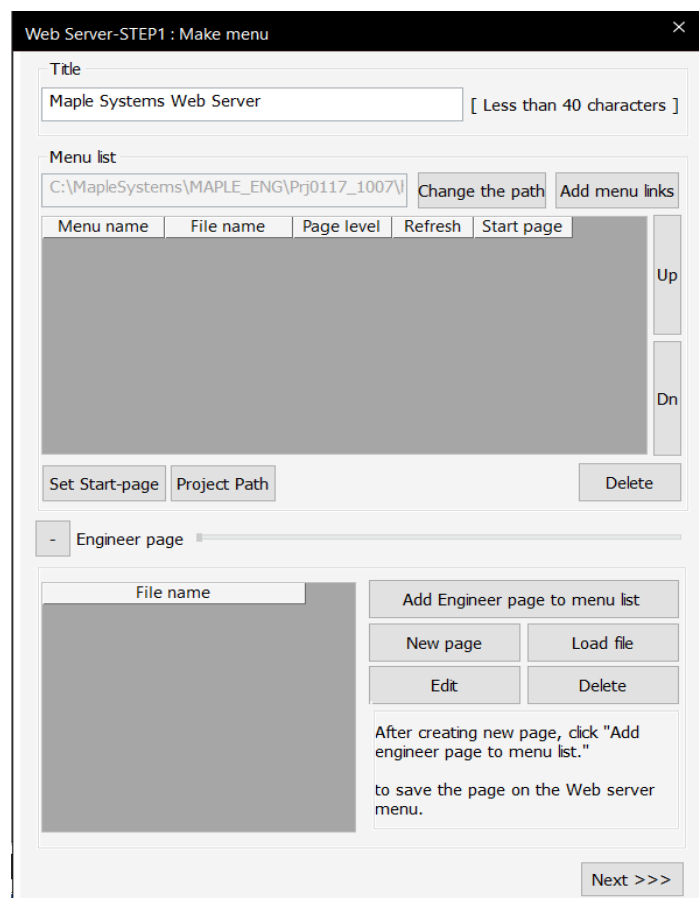 Web Server-STEP1 : Make menu
Title
Maple Systems Web Server [ Less than 40 characters ]
Menu list
C:\MapleSystems\MAPLE_ENG\Prj0117_1007\ Change the path Add menu links
Menu name File name Page level Refresh Start page
Up
Dn
Set Start-page Project Path Delete
- Engineer page
File name
Add Engineer page to menu list
New page Load file
Edit Delete
After creating new page, click "Add
engineer page to menu list."
to save the page on the Web server
menu.
Next >>>